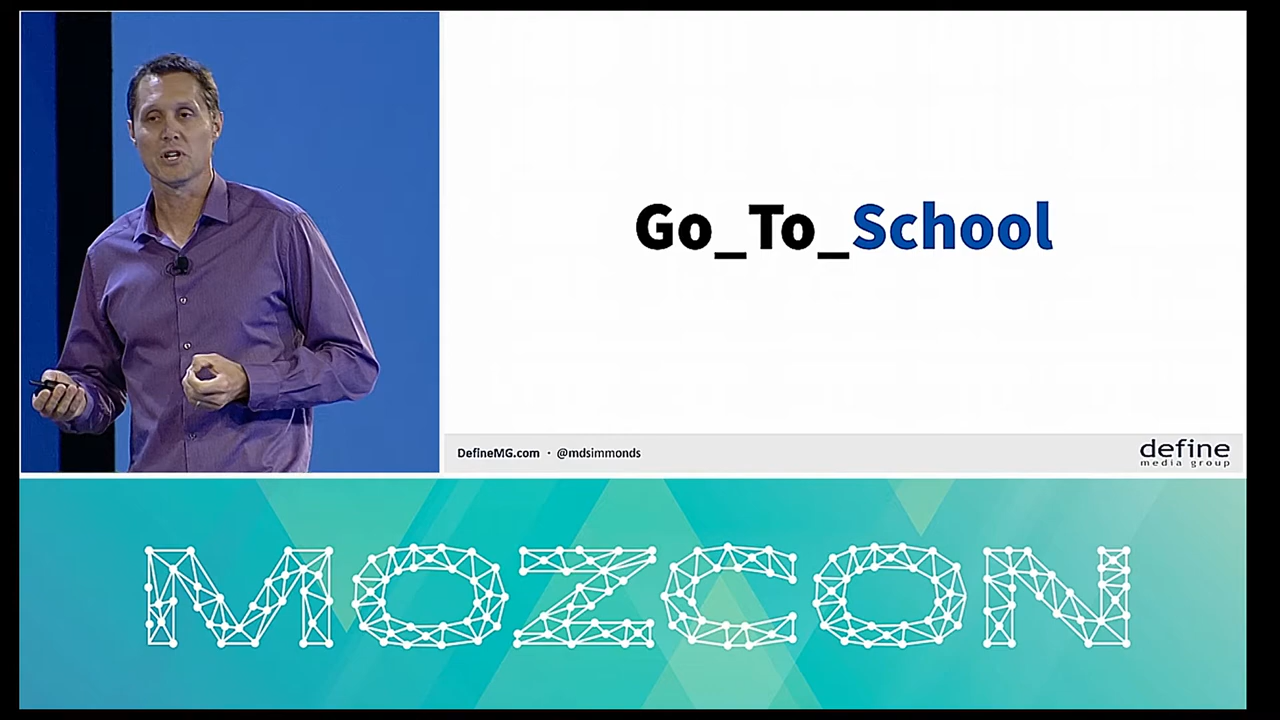 Go_To_School
DefineMG.com · @mdsimmonds
define
media group
MOZCON